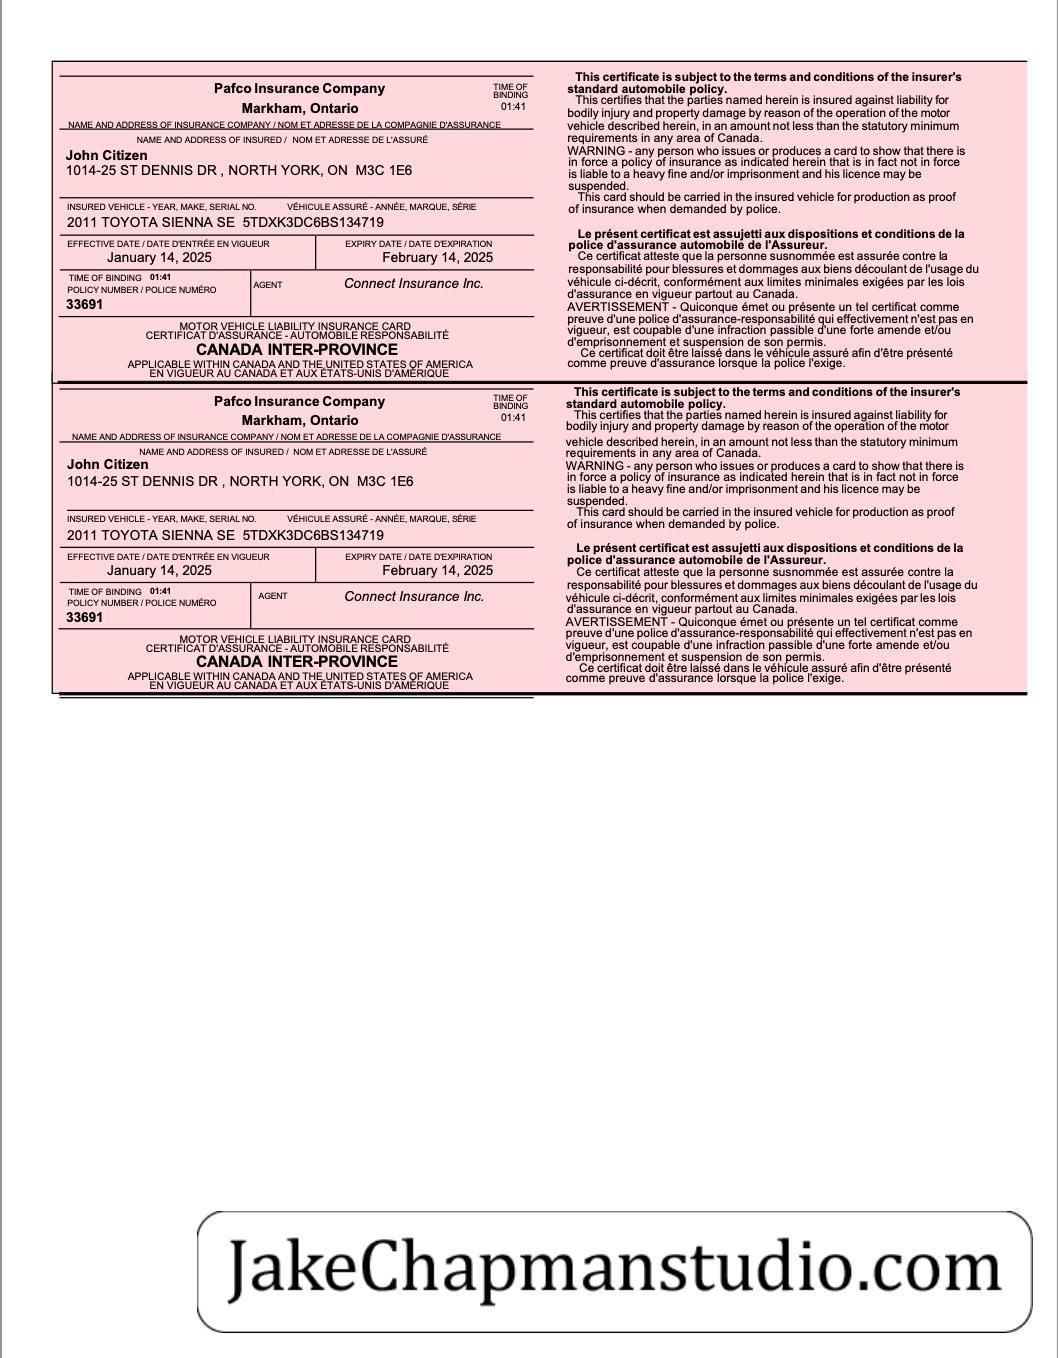 Pafco Insurance Company
Markham, Ontario
TIME OF
BINDING
01:41
NAME AND ADDRESS OF INSURANCE COMPANY / NOM ET ADRESSE DE LA COMPAGNIE D'ASSURANCE
NAME AND ADDRESS OF INSURED / NOM ET ADRESSE DE L'ASSURÉ
John Citizen
1014-25 ST DENNIS DR , NORTH YORK, ON M3C 1E6
INSURED VEHICLE - YEAR, MAKE, SERIAL NO. VÉHICULE ASSURÉ - ANNÉE, MARQUE, SÉRIE
2011 TOYOTA SIENNA SE 5TDXK3DC6BS134719
EFFECTIVE DATE / DATE D'ENTRÉE EN VIGUEUR
January 14, 2025
EXPIRY DATE / DATE D'EXPIRATION
February 14, 2025
TIME OF BINDING 01:41
POLICY NUMBER / POLICE NUMÉRO
33691
AGENT
Connect Insurance Inc.
MOTOR VEHICLE LIABILITY INSURANCE CARD
CERTIFICAT D'ASSURANCE - AUTOMOBILE RESPONSABILITÉ
CANADA INTER-PROVINCE
APPLICABLE WITHIN CANADA AND THE UNITED STATES OF AMERICA
EN VIGUEUR AU CANADA ET AUX ÉTATS-UNIS D'AMÉRIQUE
This certificate is subject to the terms and conditions of the insurer's
standard automobile policy.
This certifies that the parties named herein is insured against liability for
bodily injury and property damage by reason of the operation of the motor
vehicle described herein, in an amount not less than the statutory minimum
requirements in any area of Canada.
WARNING - any person who issues or produces a card to show that there is
in force a policy of insurance as indicated herein that is in fact not in force
is liable to a heavy fine and/or imprisonment and his licence may be
suspended.
This card should be carried in the insured vehicle for production as proof
of insurance when demanded by police.
Le présent certificat est assujetti aux dispositions et conditions de la
police d'assurance automobile de l'Assureur.
Ce certificat atteste que la personne susnommée est assurée contre la
responsabilité pour blessures et dommages aux biens découlant de l'usage du
véhicule ci-décrit, conformément aux limites minimales exigées par les lois
d'assurance en vigueur partout au Canada.
AVERTISSEMENT - Quiconque émet ou présente un tel certificat comme
preuve d'une police d'assurance-responsabilité qui effectivement n'est pas en
vigueur, est coupable d'une infraction passible d'une forte amende et/ou
d'emprisonnement et suspension de son permis.
Ce certificat doit être laissé dans le véhicule assuré afin d'être présenté
comme preuve d'assurance lorsque la police l'exige.
Pafco Insurance Company
Markham, Ontario
TIME OF
BINDING
01:41
NAME AND ADDRESS OF INSURANCE COMPANY / NOM ET ADRESSE DE LA COMPAGNIE D'ASSURANCE
NAME AND ADDRESS OF INSURED / NOM ET ADRESSE DE L'ASSURÉ
John Citizen
1014-25 ST DENNIS DR , NORTH YORK, ON M3C 1E6
INSURED VEHICLE - YEAR, MAKE, SERIAL NO. VÉHICULE ASSURÉ - ANNÉE, MARQUE, SÉRIE
2011 TOYOTA SIENNA SE 5TDXK3DC6BS134719
EFFECTIVE DATE / DATE D'ENTRÉE EN VIGUEUR
January 14, 2025
EXPIRY DATE / DATE D'EXPIRATION
February 14, 2025
TIME OF BINDING 01:41
POLICY NUMBER / POLICE NUMÉRO
33691
AGENT
Connect Insurance Inc.
MOTOR VEHICLE LIABILITY INSURANCE CARD
CERTIFICAT D'ASSURANCE - AUTOMOBILE RESPONSABILITÉ
CANADA INTER-PROVINCE
APPLICABLE WITHIN CANADA AND THE UNITED STATES OF AMERICA
EN VIGUEUR AU CANADA ET AUX ÉTATS-UNIS D'AMÉRIQUE
This certificate is subject to the terms and conditions of the insurer's
standard automobile policy.
This certifies that the parties named herein is insured against liability for
bodily injury and property damage by reason of the operation of the motor
vehicle described herein, in an amount not less than the statutory minimum
requirements in any area of Canada.
WARNING - any person who issues or produces a card to show that there is
in force a policy of insurance as indicated herein that is in fact not in force
is liable to a heavy fine and/or imprisonment and his licence may be
suspended.
This card should be carried in the insured vehicle for production as proof
of insurance when demanded by police.
Le présent certificat est assujetti aux dispositions et conditions de la
police d'assurance automobile de l'Assureur.
Ce certificat atteste que la personne susnommée est assurée contre la
responsabilité pour blessures et dommages aux biens découlant de l'usage du
véhicule ci-décrit, conformément aux limites minimales exigées par les lois
d'assurance en vigueur partout au Canada.
AVERTISSEMENT - Quiconque émet ou présente un tel certificat comme
preuve d'une police d'assurance-responsabilité qui effectivement n'est pas en
vigueur, est coupable d'une infraction passible d'une forte amende et/ou
d'emprisonnement et suspension de son permis.
Ce certificat doit être laissé dans le véhicule assuré afin d'être présenté
comme preuve d'assurance lorsque la police l'exige.
JakeChapmanstudio.com